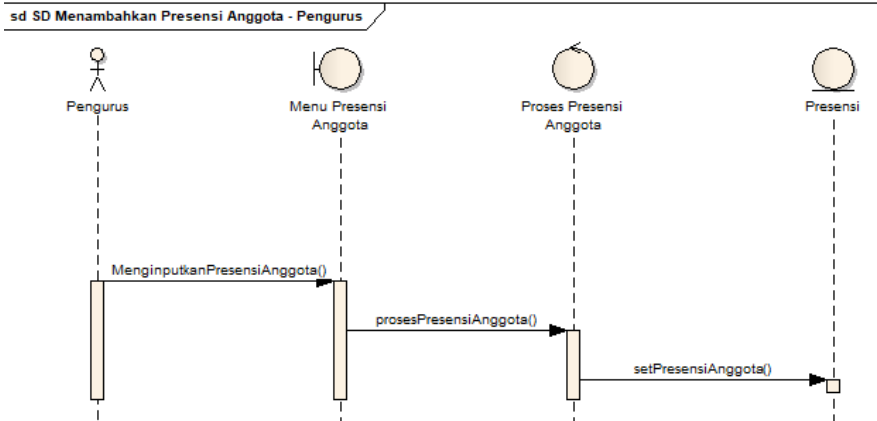 sd SD Menambahkan Presensi Anggota - Pengurus
Pengurus
Menu Presensi
Anggota
Proses Presensi
Anggota
Presensi
MenginputkanPresensiAnggota()
prosesPresensiAnggota()
setPresensiAnggota()